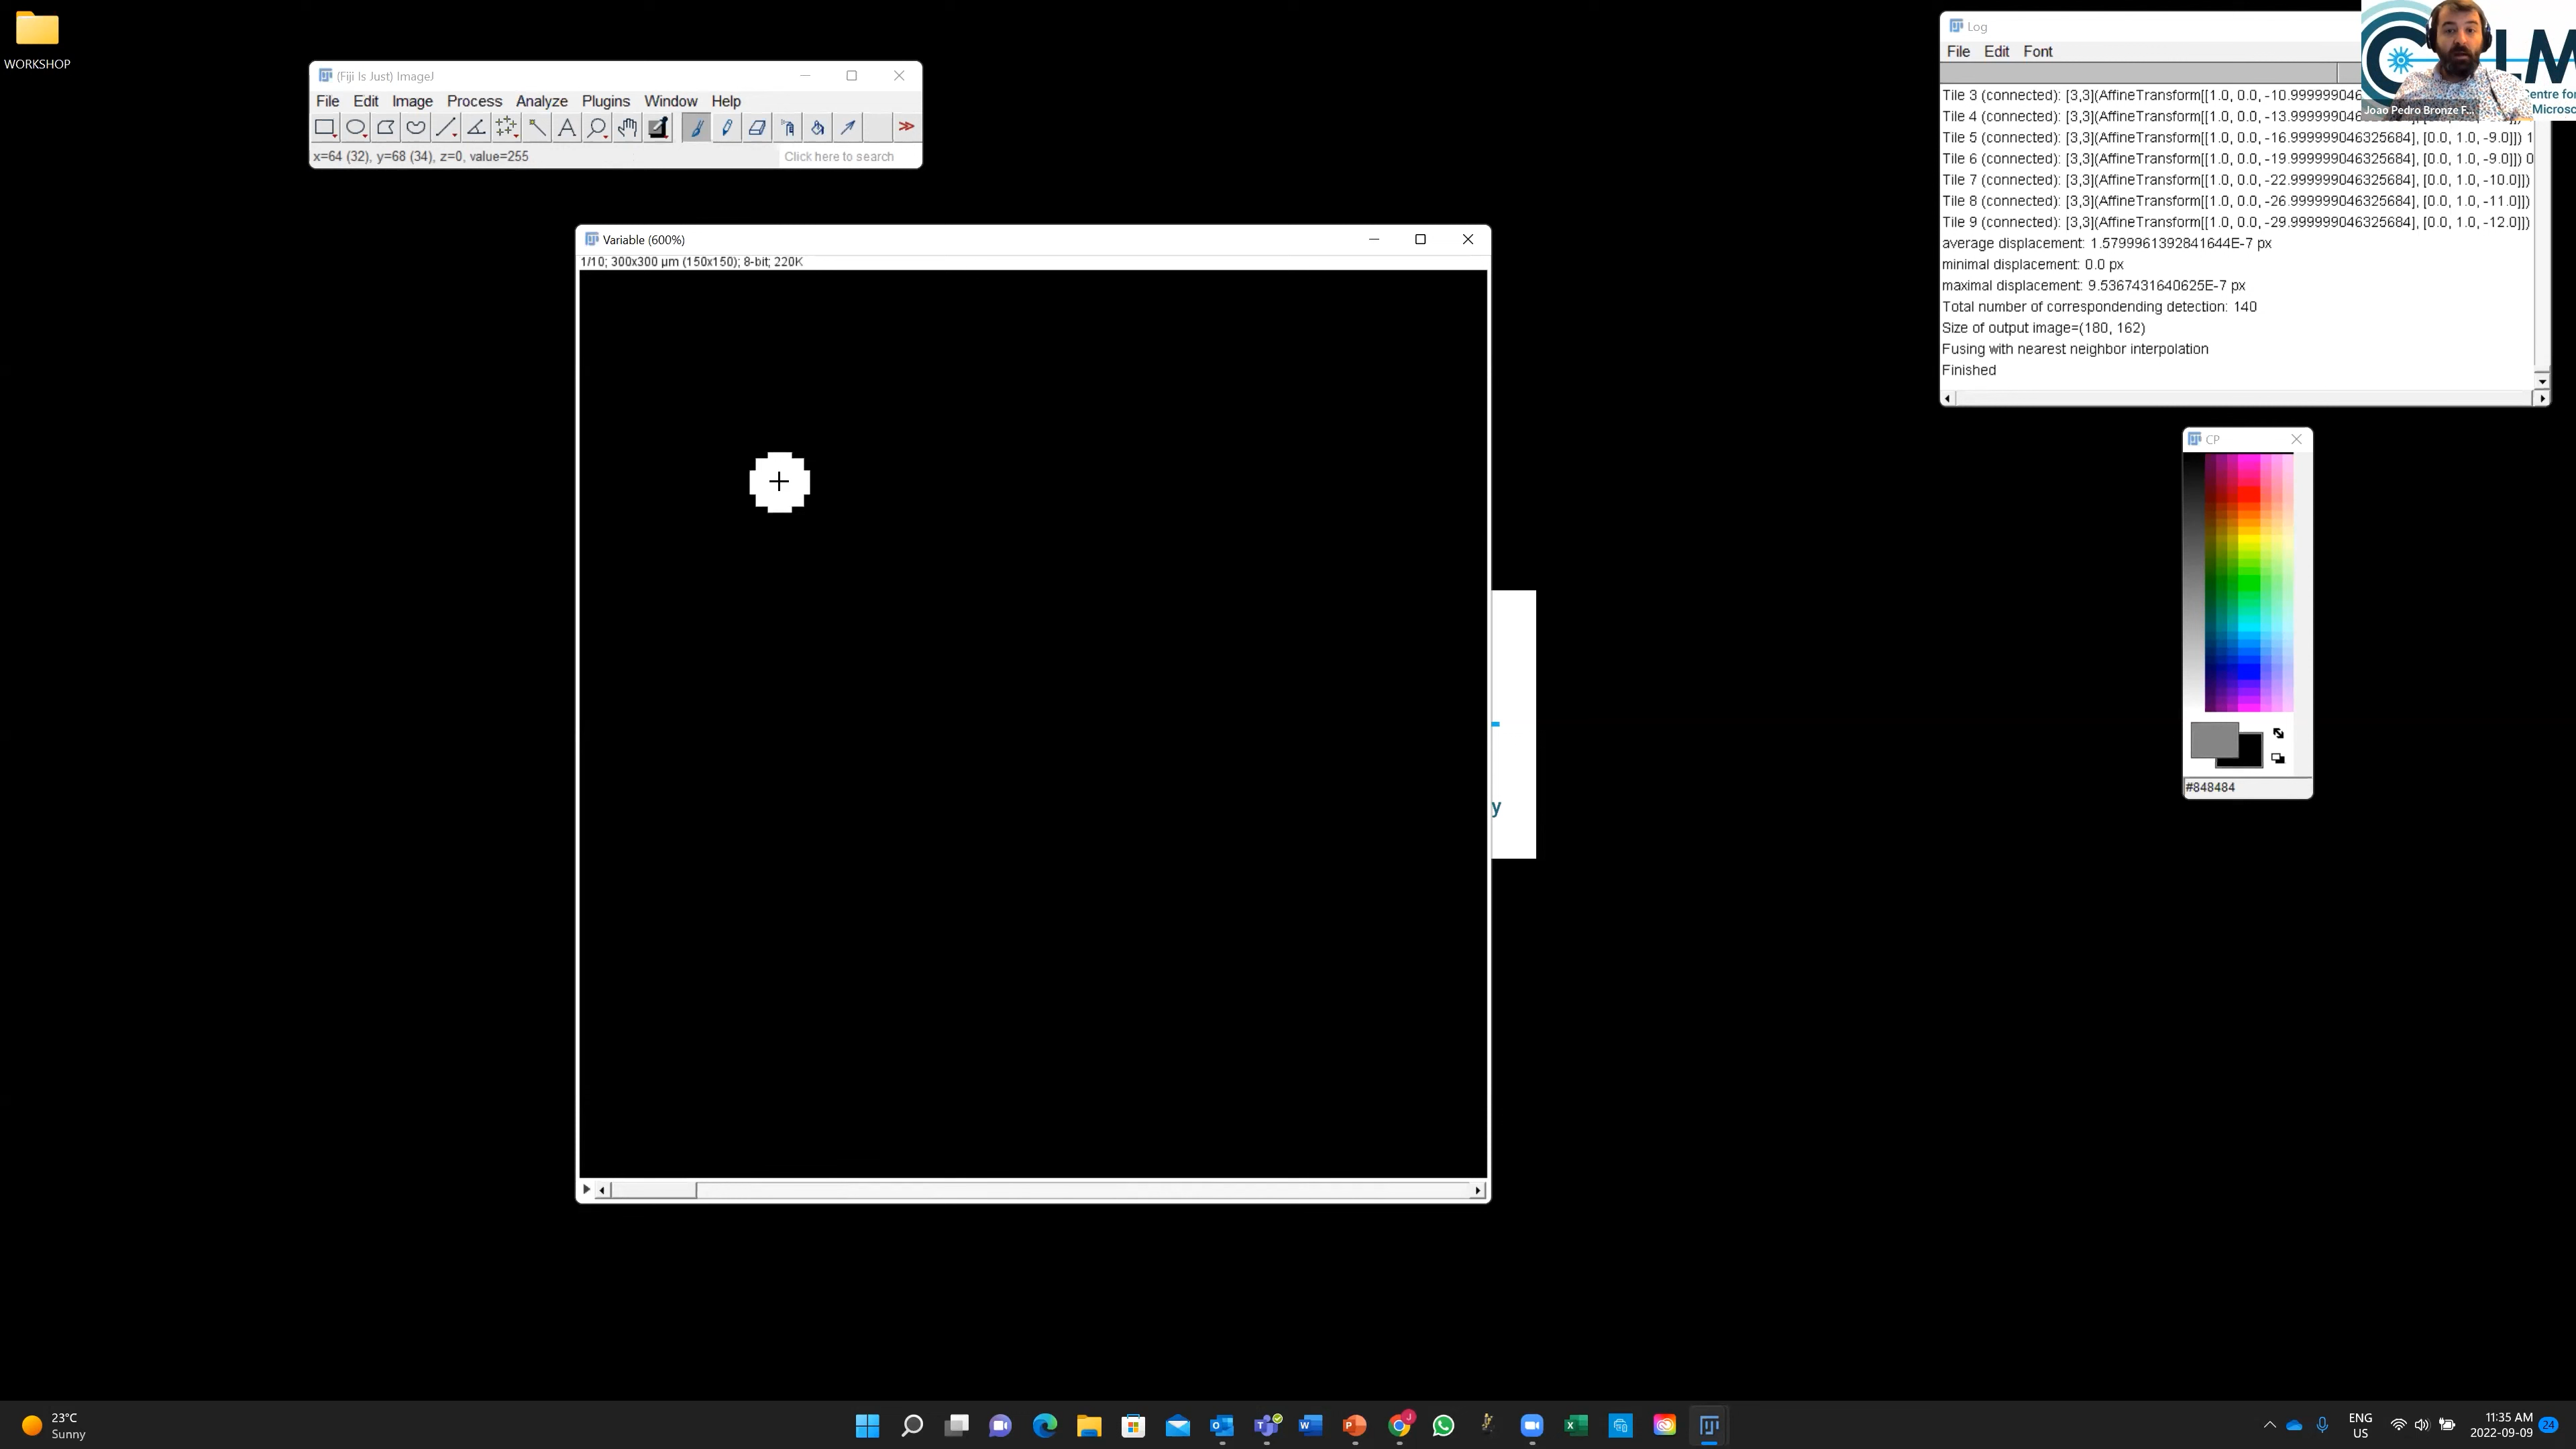 WORKSHOP
(Fiji Is Just) ImageJ
File Edit Image Process Analyze Plugins Window Help
x=64 (32), y=68 (34), z=0, value=255
Click here to search
Variable (600%)
1/10; 300x300 µm (150x150); 8-bit; 220K
y
Log
File Edit Font
Tile 3 (connected): [3,3](AffineTransform[[1.0, 0.0, -10.999999046
Tile 4 (connected): [3,3](AffineTransform[[1.0, 0.0, -13.999999046
Tile 5 (connected): [3,3](AffineTransform[[1.0, 0.0, -16.999999046325684], [0.0, 1.0, -9.0]]) 1
Tile 6 (connected): [3,3](AffineTransform[[1.0, 0.0, -19.999999046325684], [0.0, 1.0, -9.0]]) 0
Tile 7 (connected): [3,3](AffineTransform[[1.0, 0.0, -22.999999046325684], [0.0, 1.0, -10.0]])
Tile 8 (connected): [3,3](AffineTransform[[1.0, 0.0, -26.999999046325684], [0.0, 1.0, -11.0]])
Tile 9 (connected): [3,3](AffineTransform[[1.0, 0.0, -29.999999046325684], [0.0, 1.0, -12.0]])
average displacement: 1.5799961392841644E-7 px
minimal displacement: 0.0 px
maximal displacement: 9.5367431640625E-7 px
Total number of correspondending detection: 140
Size of output image=(180, 162)
Fusing with nearest neighbor interpolation
Finished
LM
Centre for
Microsc
Joao Pedro Bronze F...
CP
#848484
23°C
Sunny
ENG
US
11:35 AM
2022-09-09
24